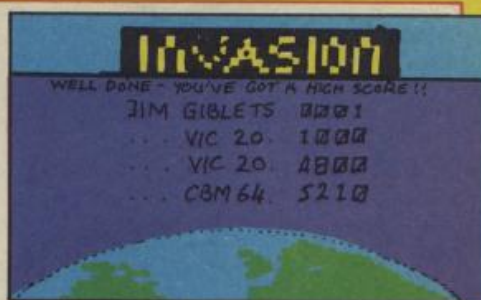 INVASION
WELL DONE - YOU'VE GOT A HIGH SCORE!!
JIM GIBLETS 0001
... VIC 20. 1000
... VIC 20. 4800
... CBM 64. 5210